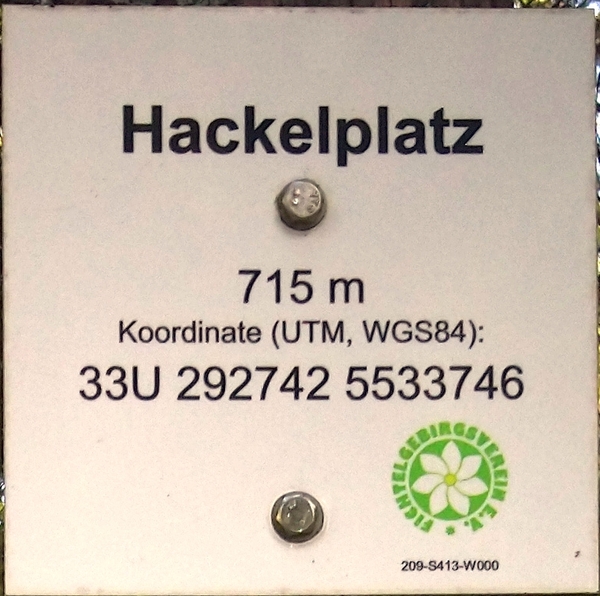 Hackelplatz
715 m
Koordinate (UTM, WGS84):
33U 292742 5533746
FICHTELGEBIRGSVEREIN E.V.
209-S413-W000